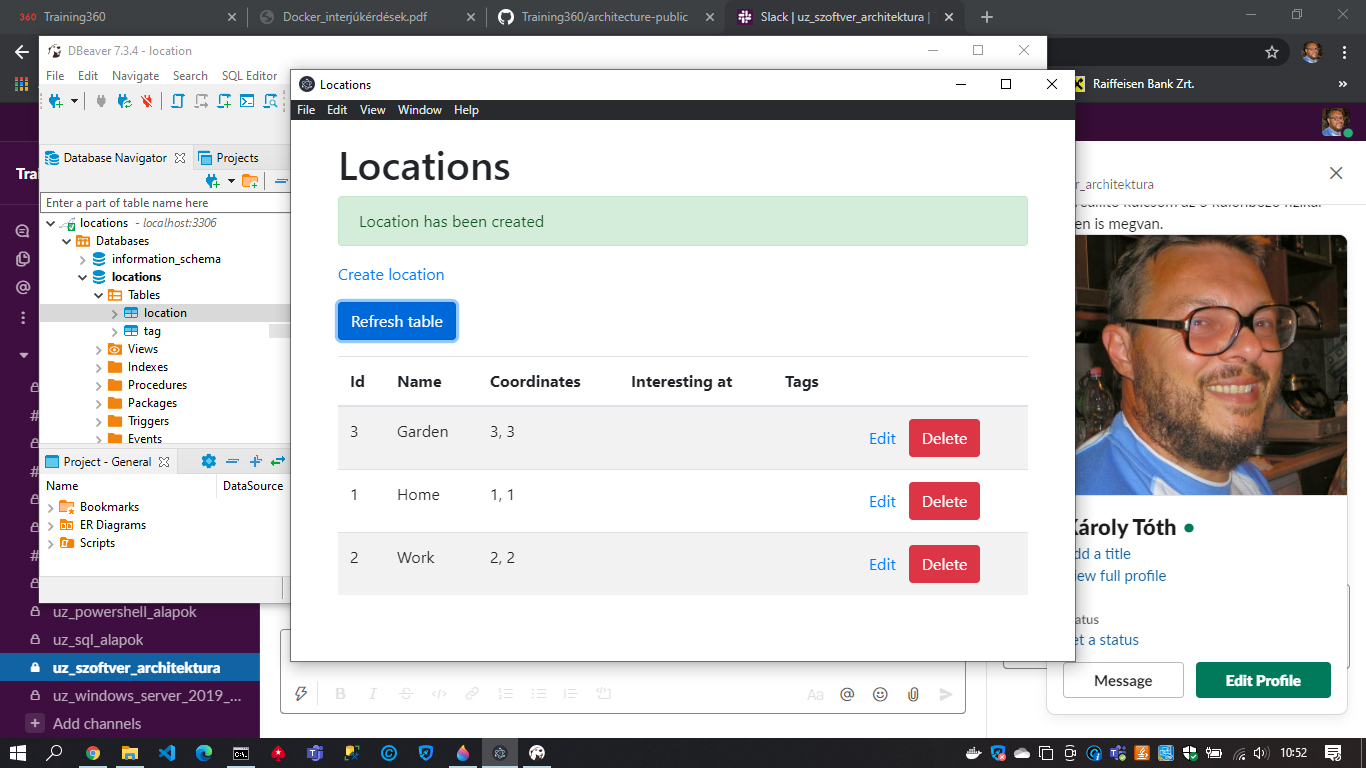 Training360
Docker_interjúkérdések.pdf
Training360/architecture-public
Slack | uz_szoftver_architektura |
DBeaver 7.3.4 - location
File Edit Navigate Search SQL Editor
Raiffeisen Bank Zrt.
Locations
File Edit View Window Help
Database Navigator
Projects
Enter a part of table name here
locations - localhost:3306
Databases
information_schema
locations
Tables
location
tag
Views
Indexes
Procedures
Packages
Triggers
Events
Project - General
Name DataSource
Bookmarks
ER Diagrams
Scripts
Locations
Location has been created
Create location
Refresh table
Id Name Coordinates Interesting at Tags
3 Garden 3, 3 Edit Delete
1 Home 1, 1 Edit Delete
2 Work 2, 2 Edit Delete
Trai
uz_powershell_alapok
uz_sql_alapok
uz_szoftver_architektura
uz_windows_server_2019_...
Add channels
r_architektura
en is megvan.
Károly Tóth
dd a title
iew full profile
atus
et a status
Message
Edit Profile
10:52